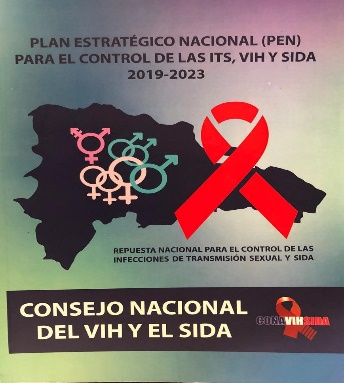 PLAN ESTRATÉGICO NACIONAL (PEN)
PARA EL CONTROL DE LAS ITS, VIH Y SIDA
2019-2023
REPUESTA NACIONAL PARA EL CONTROL DE LAS
INFECCIONES DE TRANSMISIÓN SEXUAL Y SIDA
CONSEJO NACIONAL
DEL VIH Y EL SIDA
CONAVIHSIDA